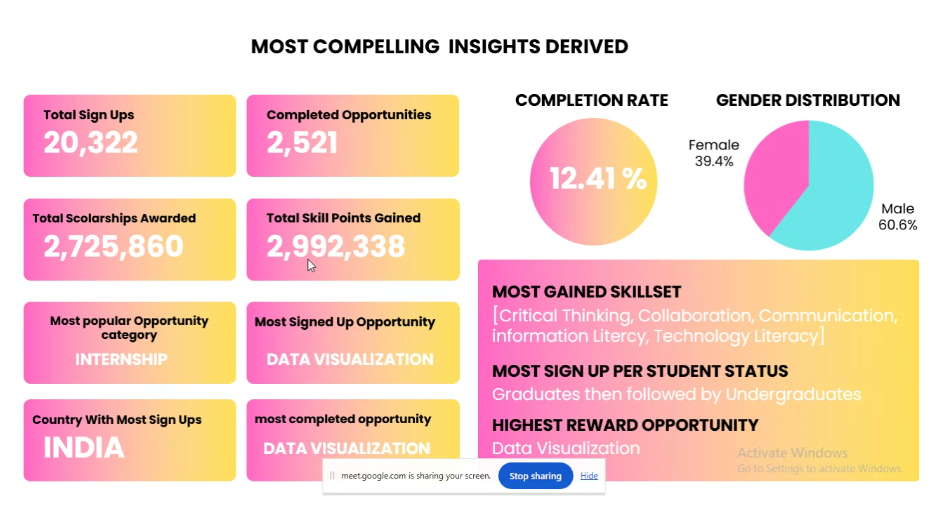 MOST COMPELLING INSIGHTS DERIVED
Total Sign Ups
20,322
Completed Opportunities
2,521
Total Scolarships Awarded
2,725,860
Total Skill Points Gained
2,992,338
Most popular Opportunity
category
INTERNSHIP
Most Signed Up Opportunity
DATA VISUALIZATION
Country With Most Sign Ups
INDIA
most completed opportunity
DATA VISUALIZATION
COMPLETION RATE
12.41 %
GENDER DISTRIBUTION
Female
39.4%
Male
60.6%
MOST GAINED SKILLSET
[Critical Thinking, Collaboration, Communication,
information Litercy, Technology Literacy]
MOST SIGN UP PER STUDENT STATUS
Graduates then followed by Undergraduates
HIGHEST REWARD OPPORTUNITY
Data Visualization
Activate Windows
Go to Settings to activate Windows.
meet.google.com is sharing your screen.
Stop sharing
Hide